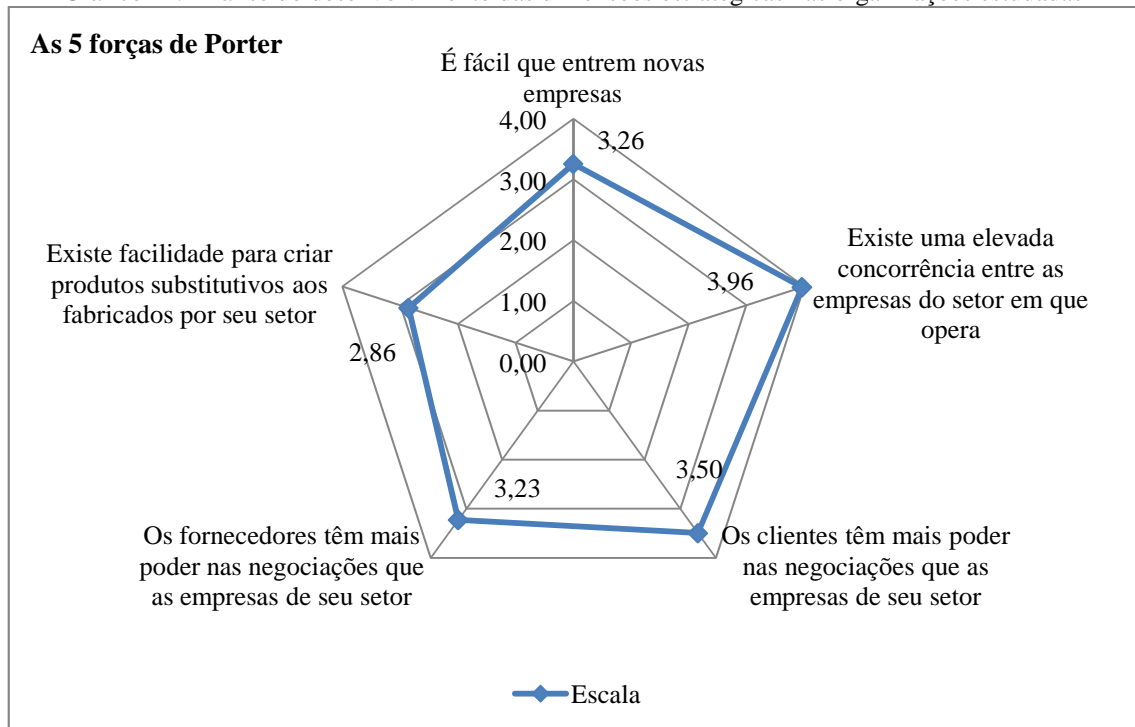 As 5 forças de Porter
É fácil que entrem novas
empresas
4,00
3,26
3,00
2,00
1,00
0,00
Existe uma elevada
concorrência entre as
empresas do setor em que
opera
3,96
Existe facilidade para criar
produtos substitutivos aos
fabricados por seu setor
2,86
3,50
3,23
Os fornecedores têm mais
poder nas negociações que
as empresas de seu setor
Os clientes têm mais poder
nas negociações que as
empresas de seu setor
Escala